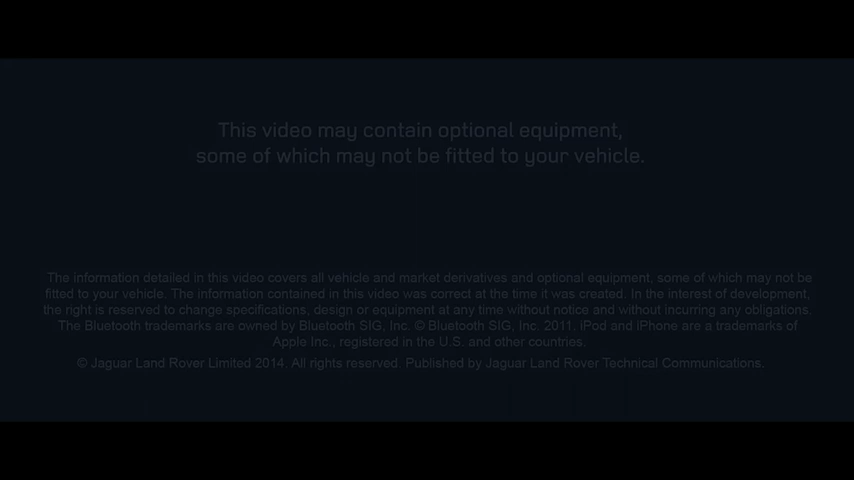 This video may contain optional equipment,
some of which may not be fitted to your vehicle.
The information detailed in this video covers all vehicle and market derivatives and optional equipment, some of which may not be
fitted to your vehicle. The information contained in this video was correct at the time it was created. In the interest of development,
the right is reserved to change specifications, design or equipment at any time without notice and without incurring any obligations.
The Bluetooth trademarks are owned by Bluetooth SIG, Inc. © Bluetooth SIG, Inc. 2011. iPod and iPhone are a trademarks of
Apple Inc., registered in the U.S. and other countries.
© Jaguar Land Rover Limited 2014. All rights reserved. Published by Jaguar Land Rover Technical Communications.